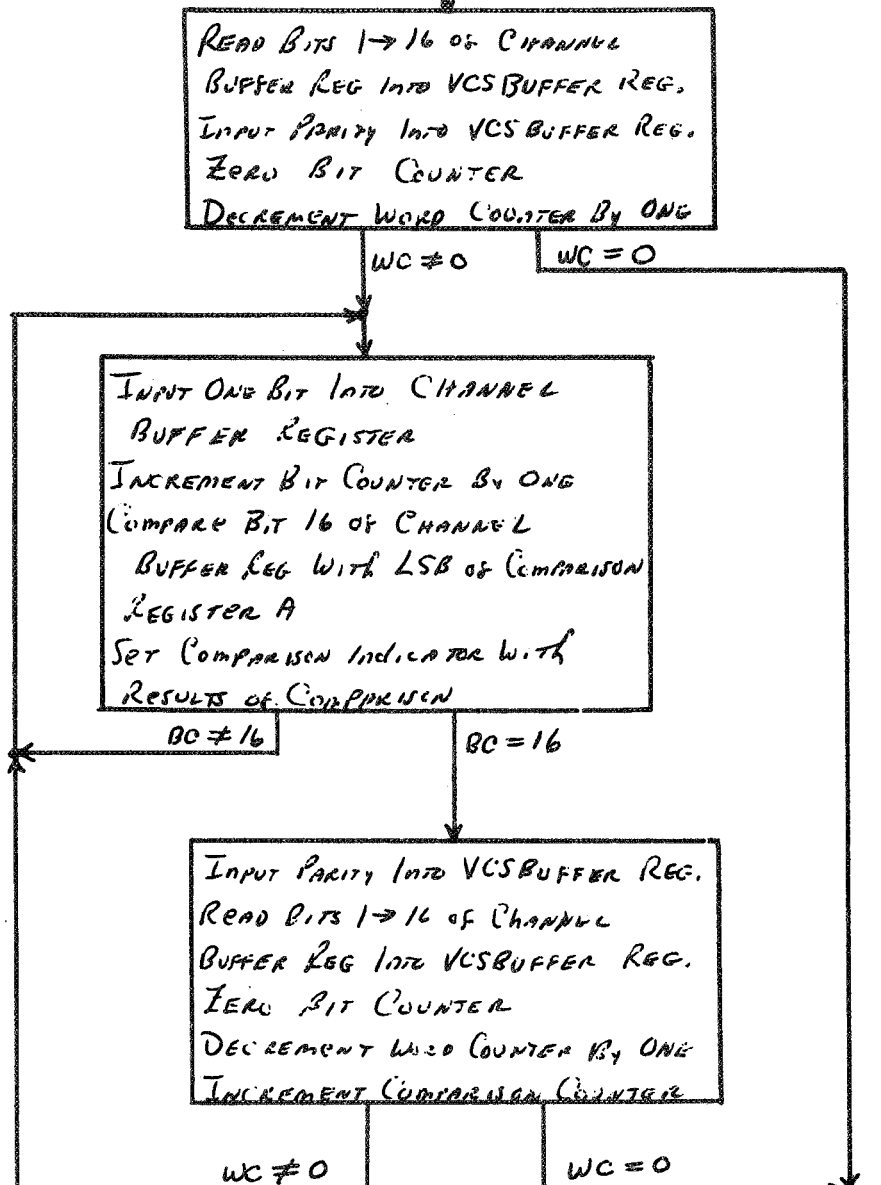 READ BITS 1→16 OF CHANNEL
BUFFER REG INTO VCS BUFFER REG.
INPUT PARITY INTO VCS BUFFER REG.
ZERO BIT COUNTER
DECREMENT WORD COUNTER BY ONE
WC ≠ 0
WC = 0
INPUT ONE BIT INTO CHANNEL
BUFFER REGISTER
INCREMENT BIT COUNTER BY ONE
COMPARE BIT 16 OF CHANNEL
BUFFER REG WITH LSB OF COMPARISON
REGISTER A
SET COMPARISON INDICATOR WITH
RESULTS OF COMPARISON
BC ≠ 16
BC = 16
INPUT PARITY INTO VCS BUFFER REG.
READ BITS 1→16 OF CHANNEL
BUFFER REG INTO VCS BUFFER REG.
ZERO BIT COUNTER
DECREMENT WORD COUNTER BY ONE
INCREMENT COMPARISON COUNTER
WC ≠ 0
WC = 0